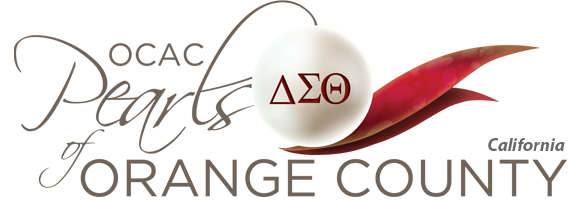 OCAC
Pearls
ΔΣΘ
of ORANGE COUNTY
California